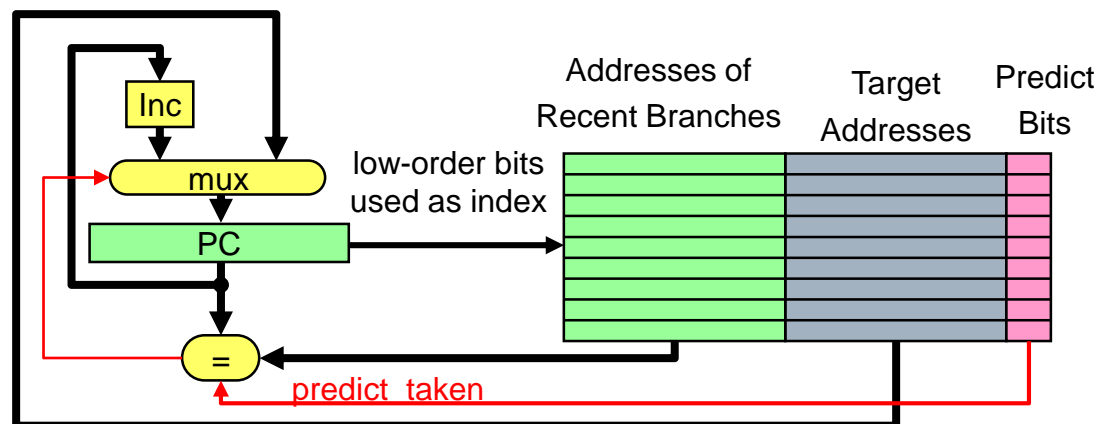 Addresses of
Recent Branches
Target
Addresses
Predict
Bits
Inc
mux
low-order bits
used as index
PC
=
predict taken